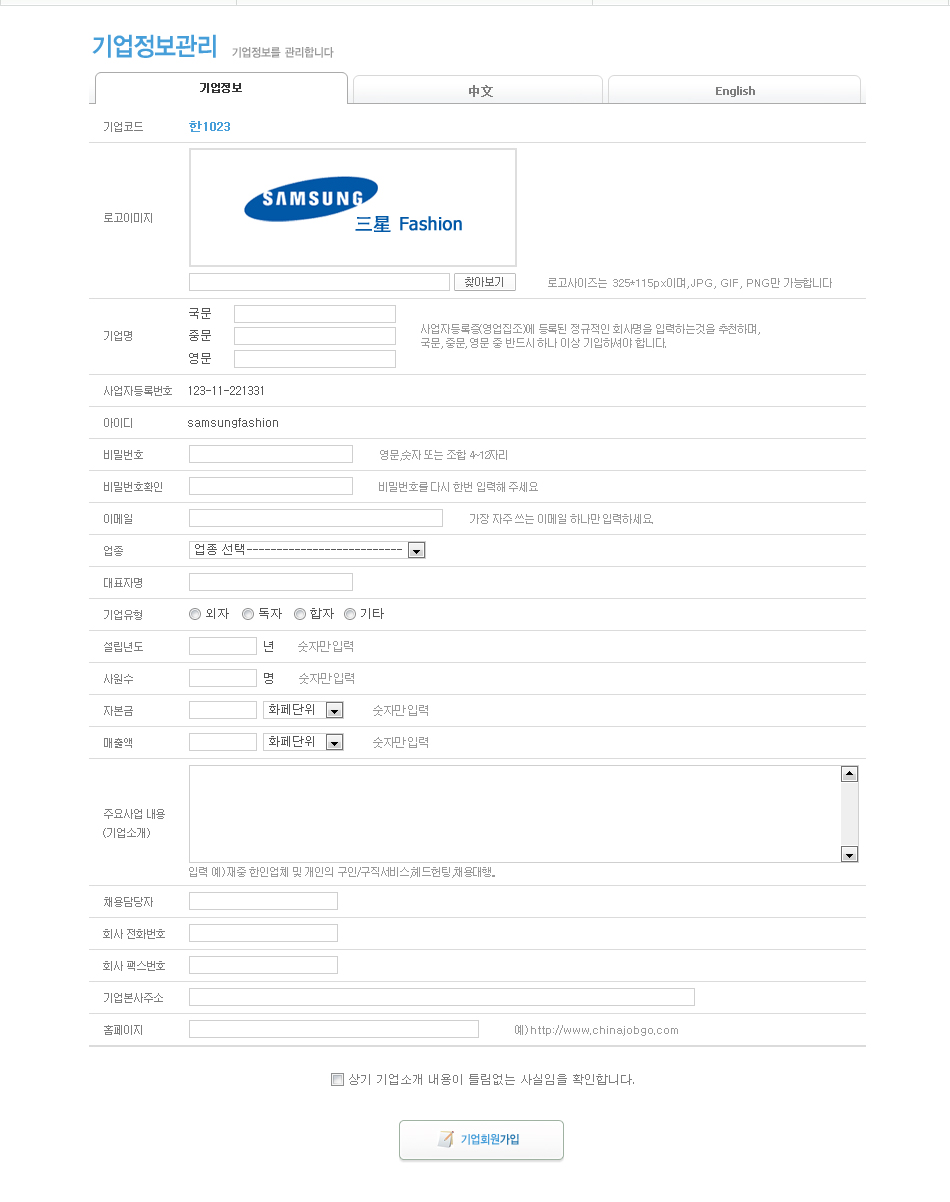 기업정보관리 기업정보를 관리합니다
기업정보 中文 English
기업코드 한1023
SAMSUNG
三星 Fashion
로고이미지
찾아보기 로고사이즈는 325*115px이며,JPG, GIF, PNG만 가능합니다
국문
기업명 중문
영문
사업자등록증(영업집조)에 등록된 정규적인 회사명을 입력하는것을 추천하며,
국문, 중문, 영문 중 반드시 하나 이상 기입하셔야 합니다.
사업자등록번호 123-11-221331
아이디 samsungfashion
비밀번호 영문,숫자 또는 조합 4~12자리
비밀번호확인 비밀번호를 다시 한번 입력해 주세요
이메일 가장 자주 쓰는 이메일 하나만 입력하세요.
업종 업종 선택--------------------------
대표자명
기업유형 외자 독자 합자 기타
설립년도 년 숫자만 입력
사원수 명 숫자만 입력
자본금 화페단위 숫자만 입력
매출액 화페단위 숫자만 입력
주요사업 내용
(기업소개)
입력 예) 재중 한인업체 및 개인의 구인/구직서비스,헤드헌팅,채용대행..
채용담당자
회사 전화번호
회사 팩스번호
기업본사주소
홈페이지 예) http://www.chinajobgo.com
상기 기업소개 내용이 틀림없는 사실임을 확인합니다.
기업회원가입